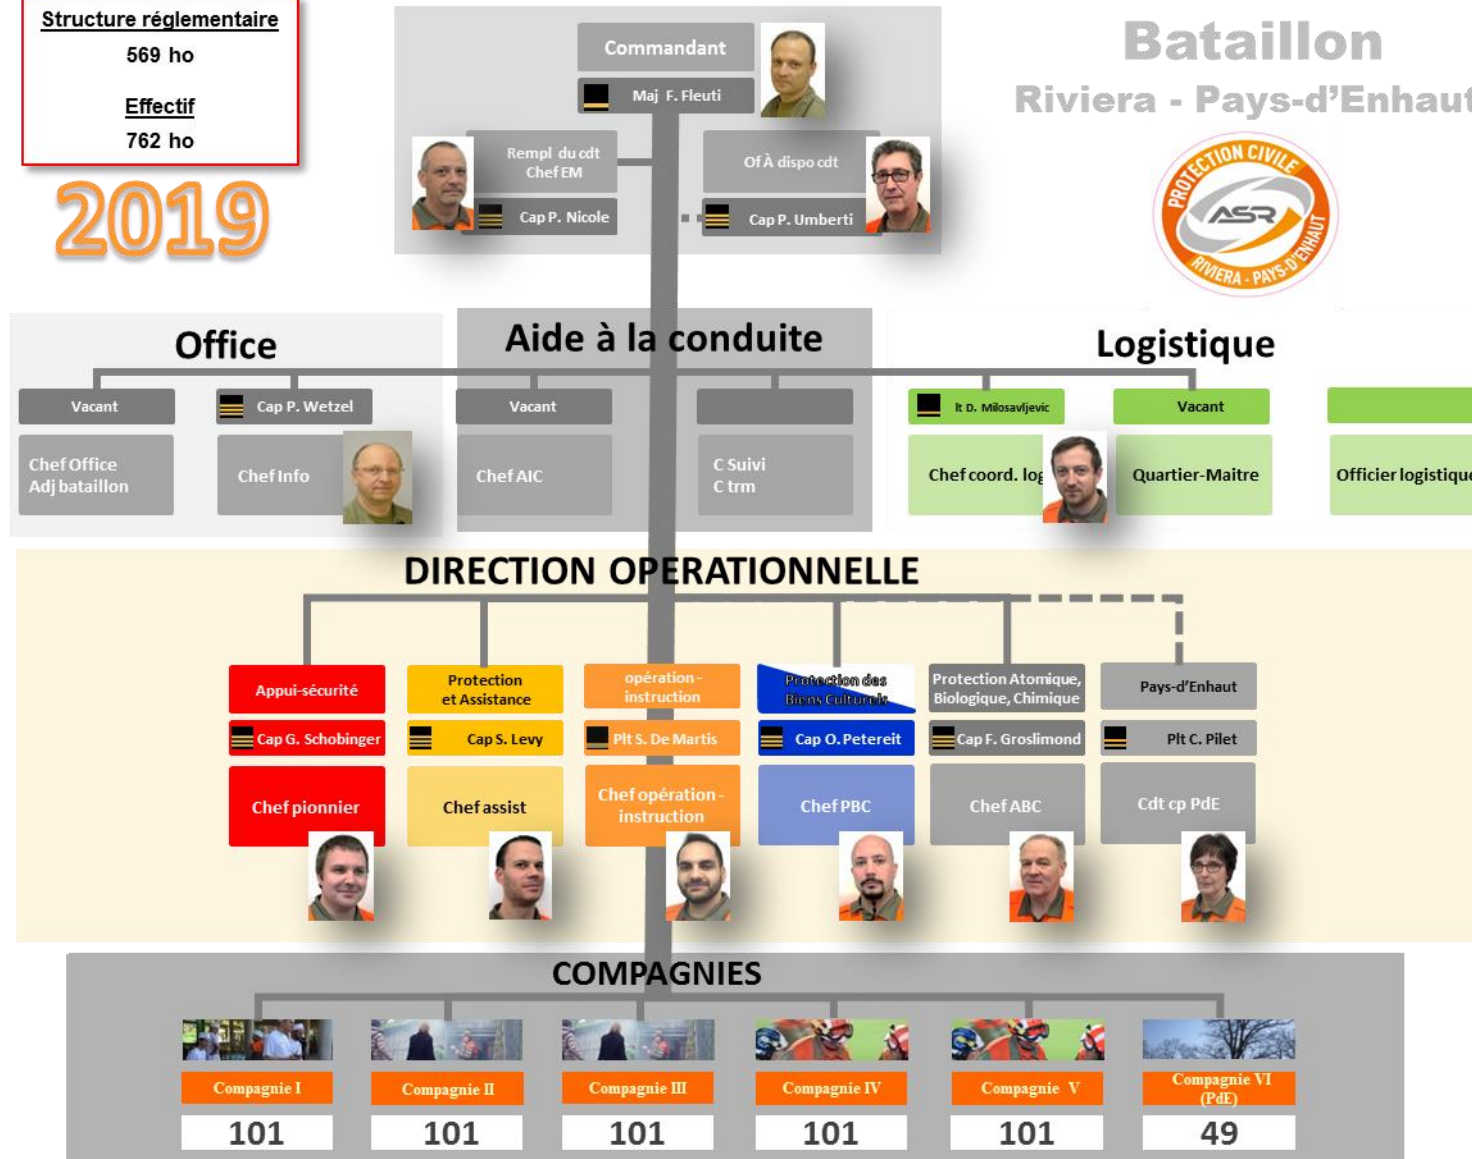 Structure réglementaire
569 ho
Effectif
762 ho
2019
Commandant
Maj F. Fleuti
Rempl du cdt
Chef EM
Cap P. Nicole
Of À dispo cdt
Cap P. Umberti
Bataillon
Riviera - Pays-d'Enhaut
PROTECTION CIVILE
ASR
RIVIERA - PAYS-D'ENHAUT
Office
Aide à la conduite
Logistique
Vacant
Cap P. Wetzel
Vacant
lt D. Milosavljevic
Vacant
Chef Office
Adj bataillon
Chef Info
Chef AIC
C Suivi
C trm
Chef coord. log
Quartier-Maitre
Officier logistique
DIRECTION OPERATIONNELLE
Appui-sécurité
Protection
et Assistance
opération -
instruction
Protection des
Biens Culturels
Protection Atomique,
Biologique, Chimique
Pays-d'Enhaut
Cap G. Schobinger
Cap S. Levy
Plt S. De Martis
Cap O. Petereit
Cap F. Groslimond
Plt C. Pilet
Chef pionnier
Chef assist
Chef opération -
instruction
Chef PBC
Chef ABC
Cdt cp PdE
COMPAGNIES
Compagnie I
Compagnie II
Compagnie III
Compagnie IV
Compagnie V
Compagnie VI
(PdE)
101
101
101
101
101
49